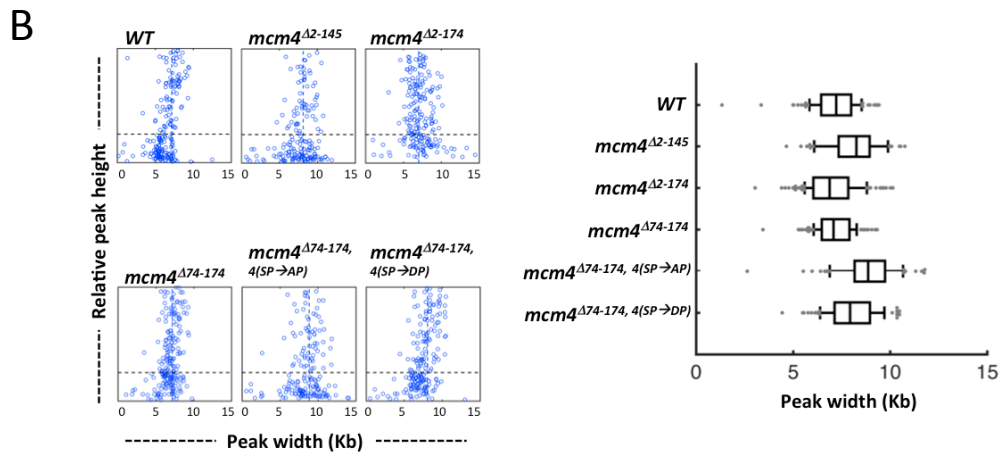 B
WT mcm4Δ2-145 mcm4Δ2-174
0 5 10 15 0 5 10 15 0 5 10 15
Relative peak height
mcm4Δ74-174 mcm4Δ74-174, 4(SP→AP) mcm4Δ74-174, 4(SP→DP)
0 5 10 15 0 5 10 15 0 5 10 15
Peak width (Kb)
WT
mcm4Δ2-145
mcm4Δ2-174
mcm4Δ74-174
mcm4Δ74-174, 4(SP→AP)
mcm4Δ74-174, 4(SP→DP)
0 5 10 15
Peak width (Kb)